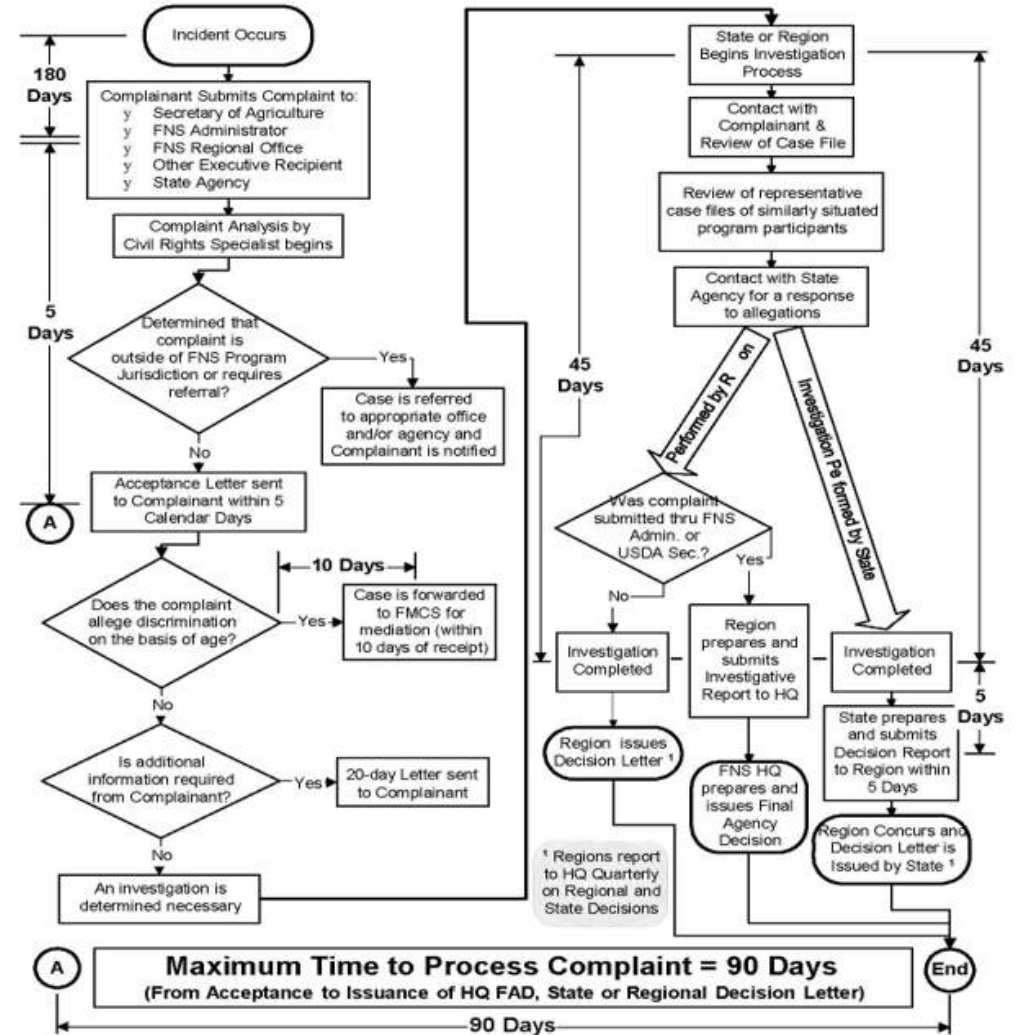 Incident Occurs
180
Days
Complainant Submits Complaint to:
y Secretary of Agriculture
y FNS Administrator
y FNS Regional Office
y Other Executive Recipient
y State Agency
Complaint Analysis by
Civil Rights Specialist begins
5
Days
Determined that
complaint is
outside of FNS Program
Jurisdiction or requires
referral?
Yes
Case is referred
to appropriate office
and/or agency and
Complainant is notified
No
Acceptance Letter sent
to Complainant within 5
Calendar Days
A
10 Days
Does the complaint
allege discrimination
on the basis of age?
Yes
Case is forwarded
to FMCS for
mediation (within
10 days of receipt)
No
Is additional
information required
from Complainant?
Yes
20-day Letter sent
to Complainant
No
An investigation is
determined necessary
State or Region
Begins Investigation
Process
Contact with
Complainant &
Review of Case File
Review of representative
case files of similarly situated
program participants
Contact with State
Agency for a response
to allegations
45
Days
45
Days
Performed by R on
Investigation Pe formed by State
Was complaint
submitted thru FNS
Admin. or
USDA Sec.?
Yes
No
Investigation
Completed
Region
prepares and
submits
Investigative
Report to HQ
Investigation
Completed
5
Days
Region issues
Decision Letter ¹
FNS HQ
prepares and
issues Final
Agency
Decision
State prepares
and submits
Decision Report
to Region within
5 Days
Region Concurs and
Decision Letter is
Issued by State ¹
¹ Regions report
to HQ Quarterly
on Regional and
State Decisions
A
Maximum Time to Process Complaint = 90 Days
(From Acceptance to Issuance of HQ FAD, State or Regional Decision Letter)
End
90 Days